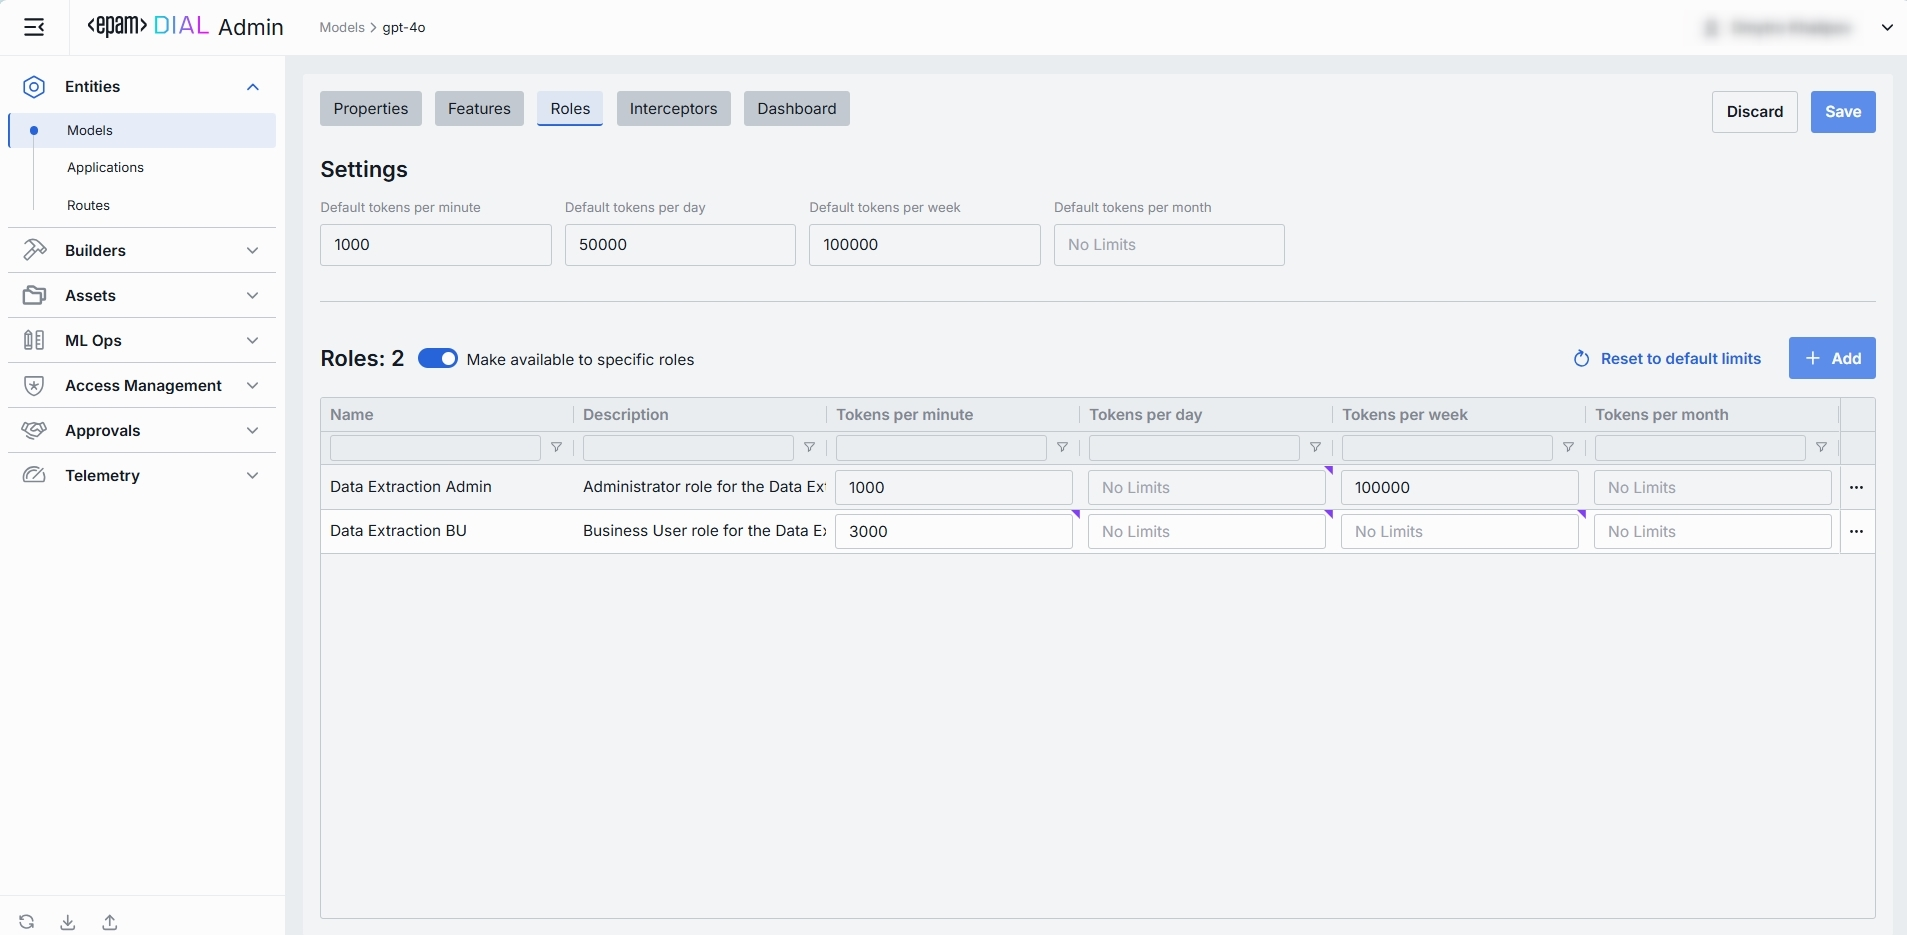 <epam> DIAL Admin
Models > gpt-4o
Entities
Models
Applications
Routes
Builders
Assets
ML Ops
Access Management
Approvals
Telemetry
Properties Features Roles Interceptors Dashboard
Discard Save
Settings
Default tokens per minute Default tokens per day Default tokens per week Default tokens per month
1000 50000 100000 No Limits
Roles: 2 Make available to specific roles Reset to default limits + Add
Name Description Tokens per minute Tokens per day Tokens per week Tokens per month
Data Extraction Admin Administrator role for the Data Ex 1000 No Limits 100000 No Limits ...
Data Extraction BU Business User role for the Data E 3000 No Limits No Limits No Limits ...